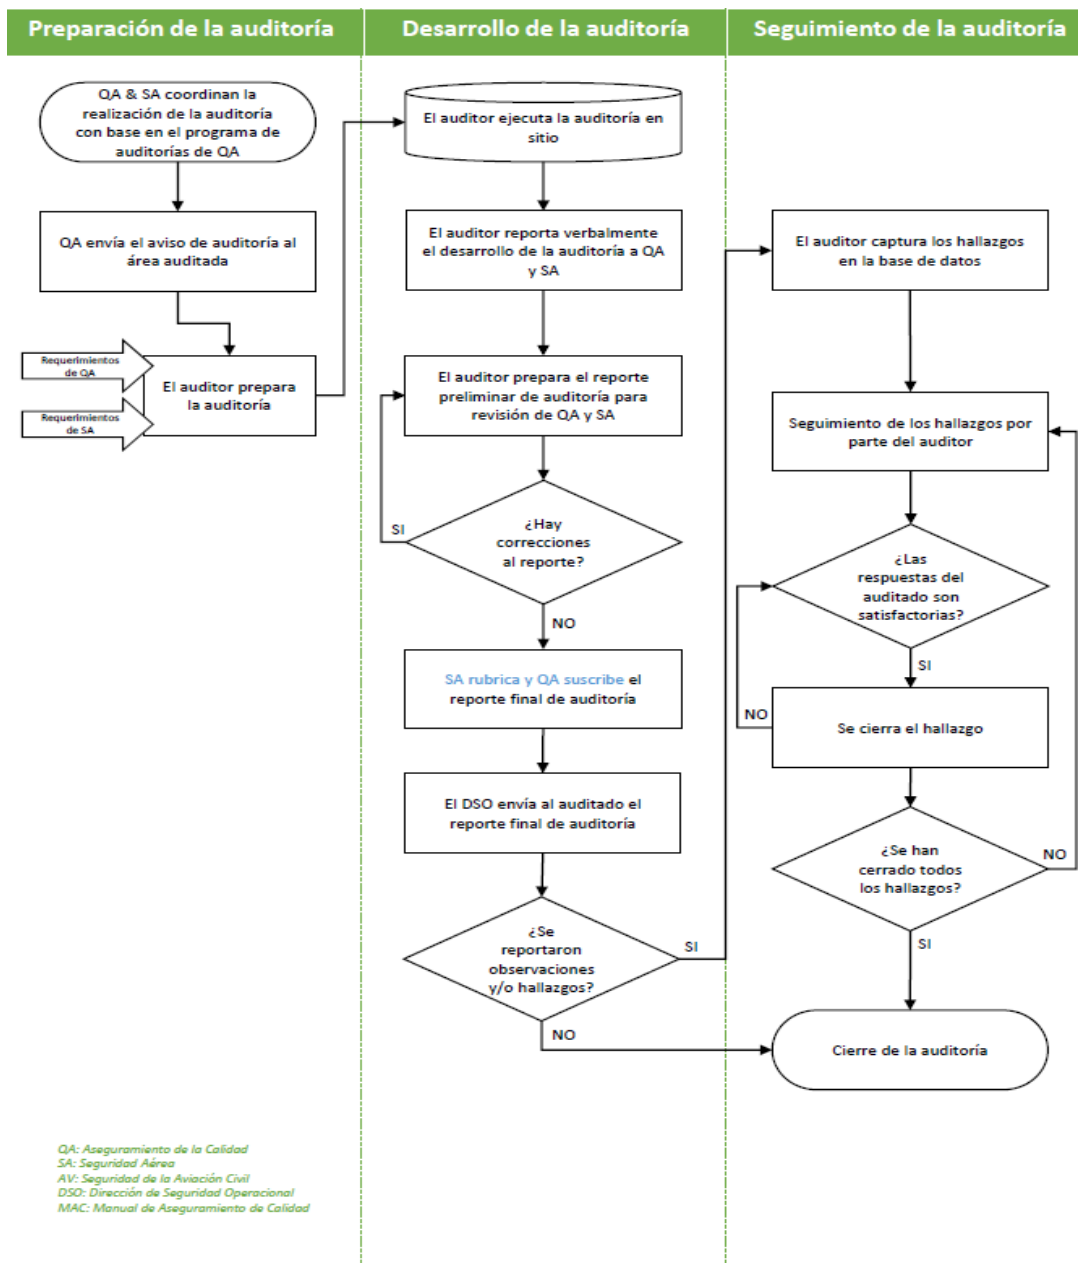 Preparación de la auditoría
Desarrollo de la auditoría
Seguimiento de la auditoría
QA & SA coordinan la
realización de la auditoría
con base en el programa de
auditorías de QA
QA envía el aviso de auditoría al
área auditada
Requerimientos
de QA
Requerimientos
de SA
El auditor prepara
la auditoría
El auditor ejecuta la auditoría en
sitio
El auditor reporta verbalmente
el desarrollo de la auditoría a QA
y SA
El auditor prepara el reporte
preliminar de auditoría para
revisión de QA y SA
SI
¿Hay
correcciones
al reporte?
NO
SA rubrica y QA suscribe el
reporte final de auditoría
El DSO envía al auditado el
reporte final de auditoría
¿Se
reportaron
observaciones
y/o hallazgos?
SI
NO
El auditor captura los hallazgos
en la base de datos
Seguimiento de los hallazgos por
parte del auditor
¿Las
respuestas del
auditado son
satisfactorias?
SI
NO
Se cierra el hallazgo
¿Se han
cerrado todos
los hallazgos?
NO
SI
Cierre de la auditoría
QA: Aseguramiento de la Calidad
SA: Seguridad Aérea
AV: Seguridad de la Aviación Civil
DSO: Dirección de Seguridad Operacional
MAC: Manual de Aseguramiento de Calidad